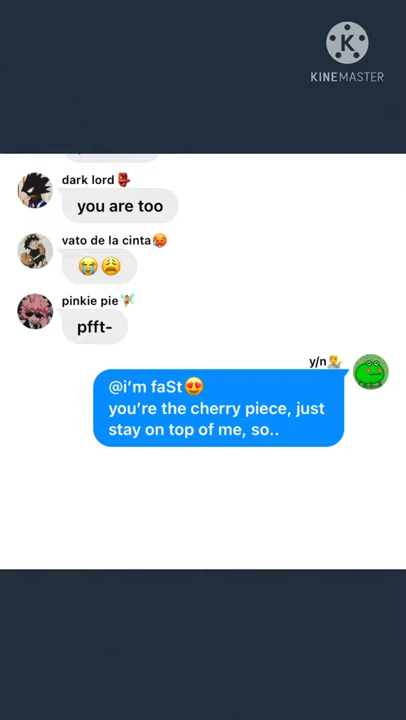 KINEMASTER
dark lord👺
you are too
vato de la cinta🥵
😭😩
pinkie pie🧚
pfft-
y/n💁
@i’m faSt😍
you’re the cherry piece, just
stay on top of me, so..